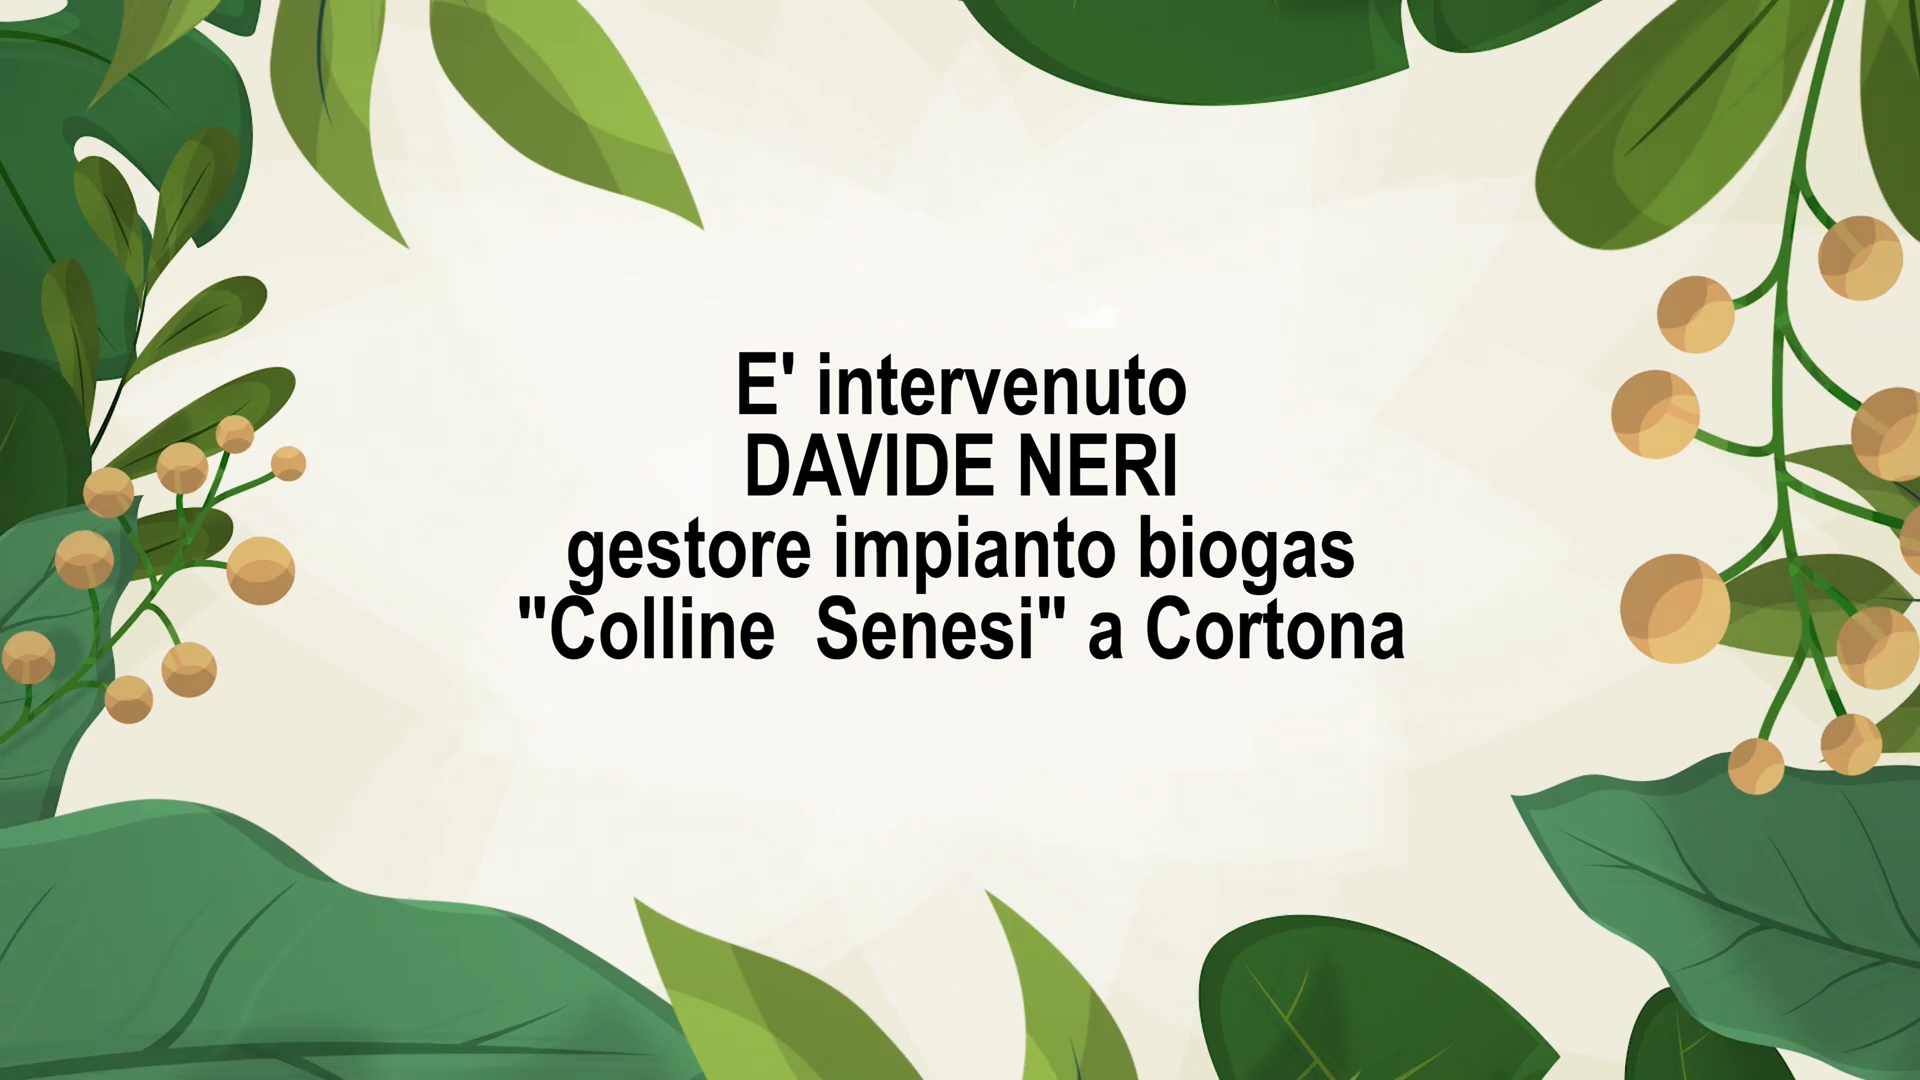 E' intervenuto
DAVIDE NERI
gestore impianto biogas
"Colline  Senesi" a Cortona